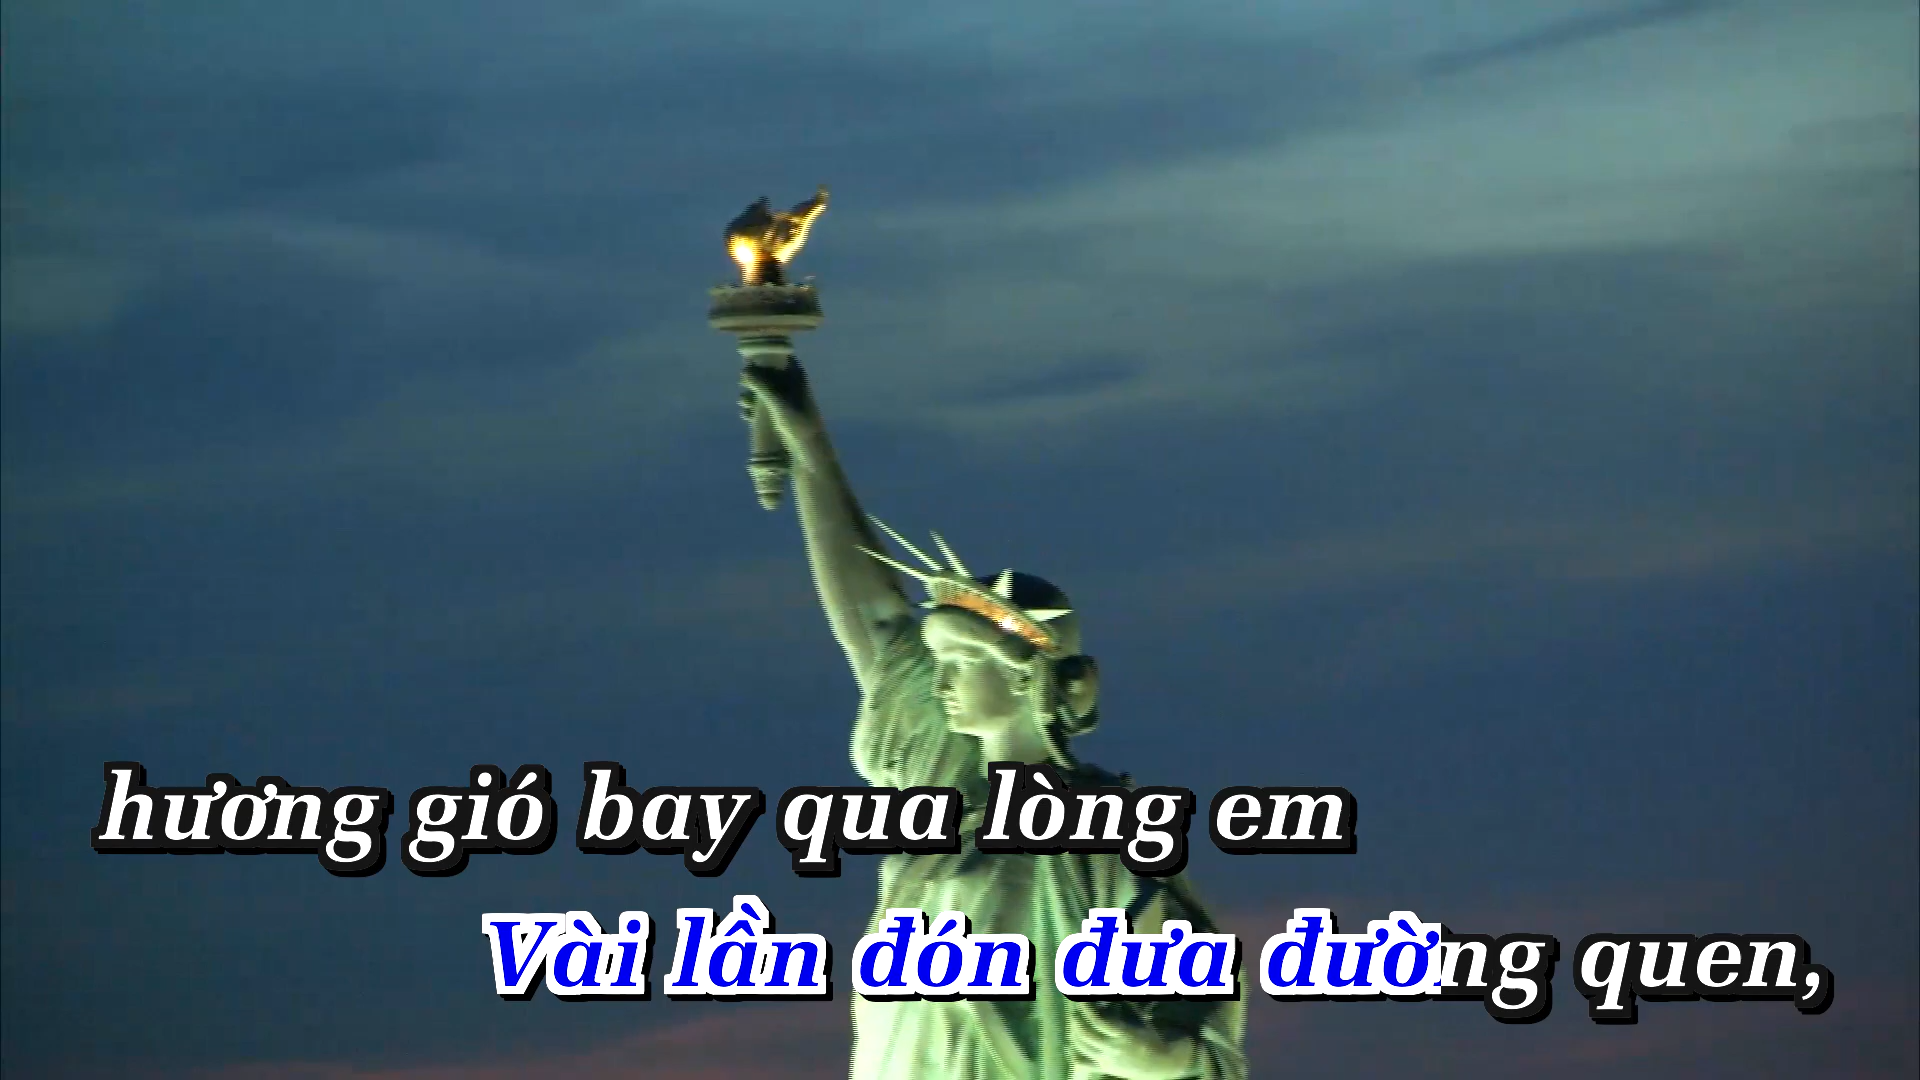 hương gió bay qua lòng em
Vài lần đón đưa đường quen,